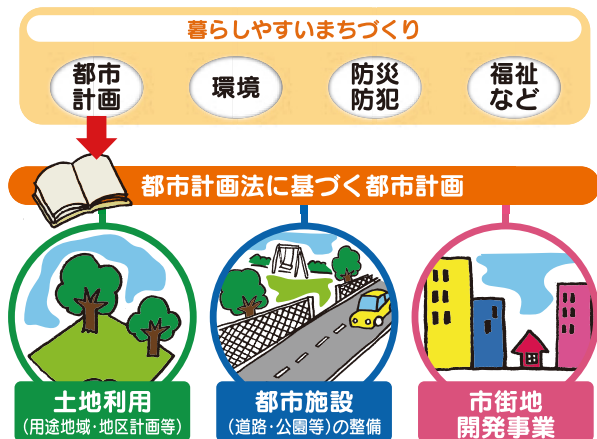 暮らしやすいまちづくり
都市
計画
環境
防災
防犯
福祉
など
都市計画法に基づく都市計画
土地利用
(用途地域・地区計画等)
都市施設
(道路・公園等)の整備
市街地
開発事業